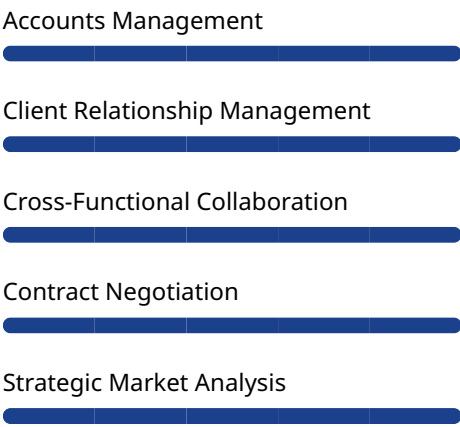 Accounts Management
Client Relationship Management
Cross-Functional Collaboration
Contract Negotiation
Strategic Market Analysis